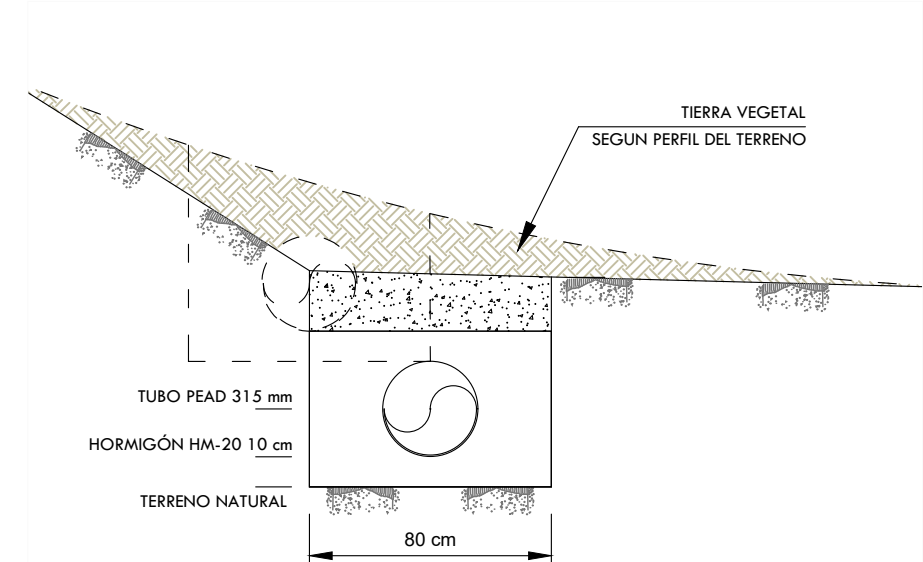 TIERRA VEGETAL
SEGUN PERFIL DEL TERRENO
TUBO PEAD 315 mm
HORMIGÓN HM-20 10 cm
TERRENO NATURAL
80 cm